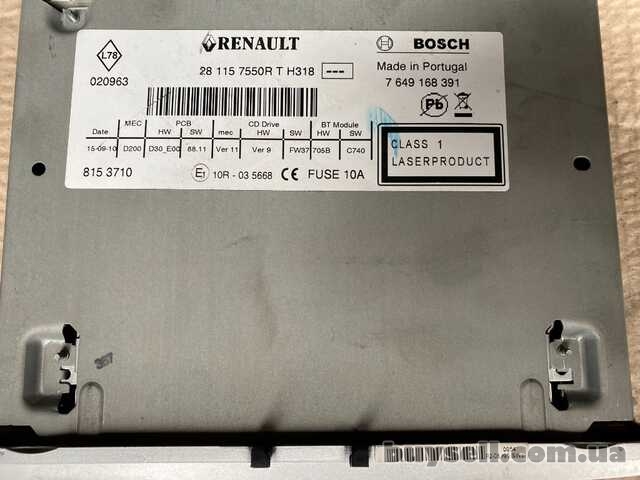 L78
020963
RENAULT
28 115 7550R T H318 ---
BOSCH
Made in Portugal
7 649 168 391
Pb
MEC PCB CD Drive BT Module
Date HW SW mec HW SW HW SW
15-09-10 D200 D30_E00 88.11 Ver 11 Ver 9 FW37 705B C740
815 3710
E1 10R - 03 5668 CE FUSE 10A
CLASS 1
LASERPRODUCT
367
buysell.com.ua